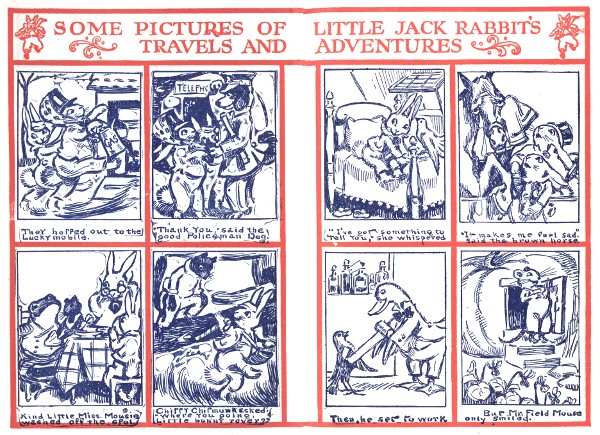 SOME PICTURES OF LITTLE JACK RABBIT'S
TRAVELS AND ADVENTURES
They hopped out to the
Luckymobile.
TELEPHO
"Thank You," said the
good Policeman Dog,
"I've got something to
tell You," she whispered
"It makes me feel sad"
said the brown horse
Kind Little Miss Mousie
washed off the spot
Chippy Chipmunk asked,
"where you going,
Little bunny rover?"
Then he set to work
But Mr. Field Mouse
only smiled.